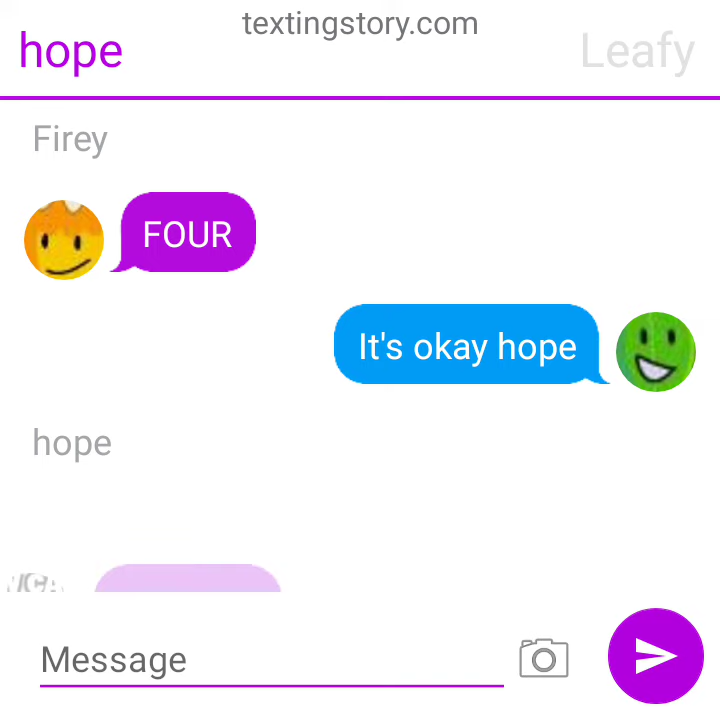 textingstory.com
hope
Leafy
Firey
FOUR
It's okay hope
hope
Message